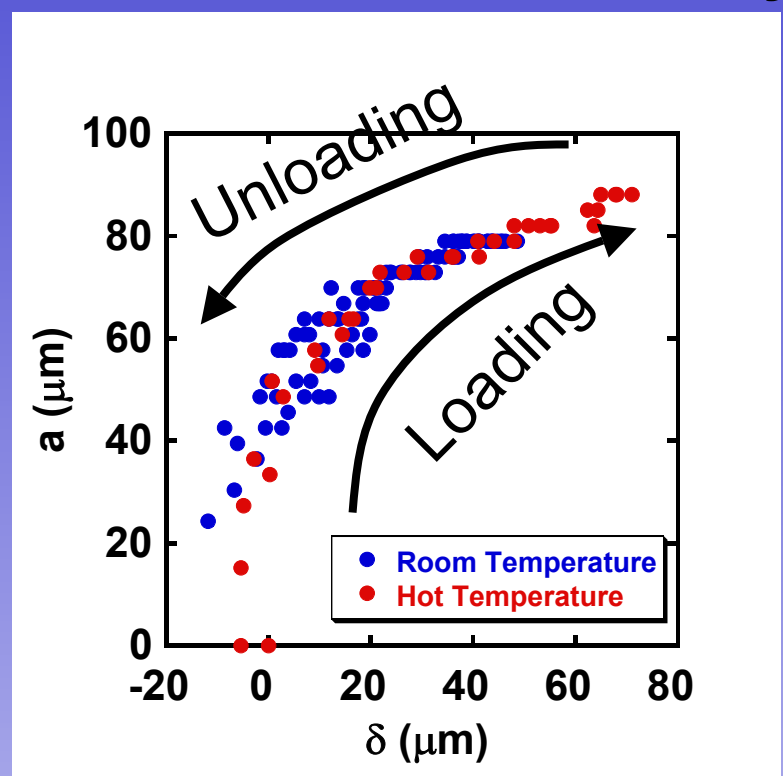 Unloading
Loading
a (μm)
100
80
60
40
20
0
Room Temperature
Hot Temperature
-20 0 20 40 60 80
δ (μm)